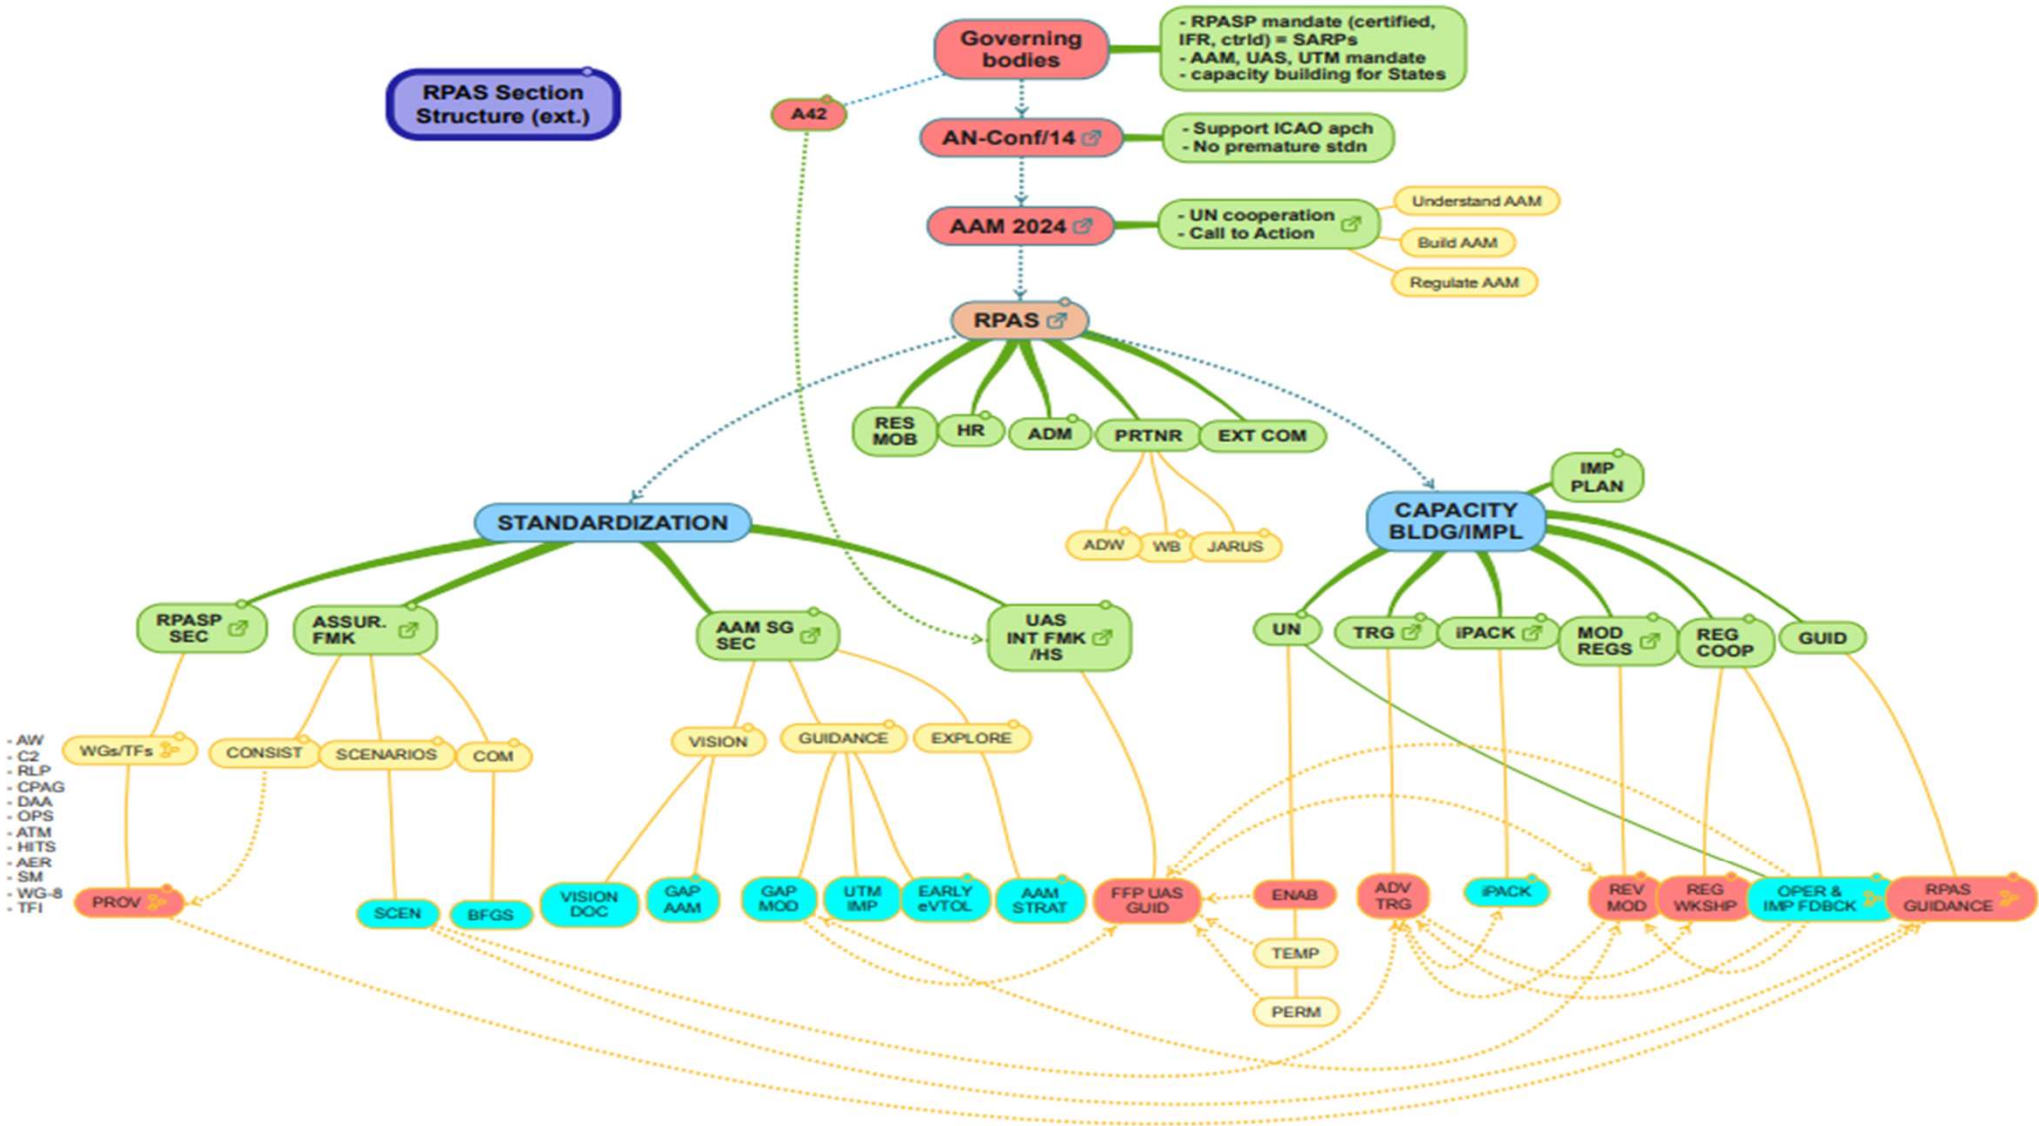 Governing
bodies
- RPASP mandate (certified,
IFR, ctrld) = SARPs
- AAM, UAS, UTM mandate
- capacity building for States
RPAS Section
Structure (ext.)
A42
AN-Conf/14
- Support ICAO apch
- No premature stdn
AAM 2024
- UN cooperation
- Call to Action
Understand AAM
Build AAM
Regulate AAM
RPAS
RES
MOB
HR
ADM
PRTNR
EXT COM
IMP
PLAN
STANDARDIZATION
CAPACITY
BLDG/IMPL
ADW
WB
JARUS
RPASP
SEC
ASSUR.
FMK
AAM SG
SEC
UAS
INT FMK
/HS
UN
TRG
iPACK
MOD
REGS
REG
COOP
GUID
- AW
- C2
- RLP
- CPAG
- DAA
- OPS
- ATM
- HITS
- AER
- SM
- WG-8
- TFI
WGs/TFs
CONSIST
SCENARIOS
COM
VISION
GUIDANCE
EXPLORE
PROV
SCEN
BFGS
VISION
DOC
GAP
AAM
GAP
MOD
UTM
IMP
EARLY
eVTOL
AAM
STRAT
FFP UAS
GUID
ENAB
ADV
TRG
iPACK
REV
MOD
REG
WKSHP
OPER &
IMP FDBCK
RPAS
GUIDANCE
TEMP
PERM